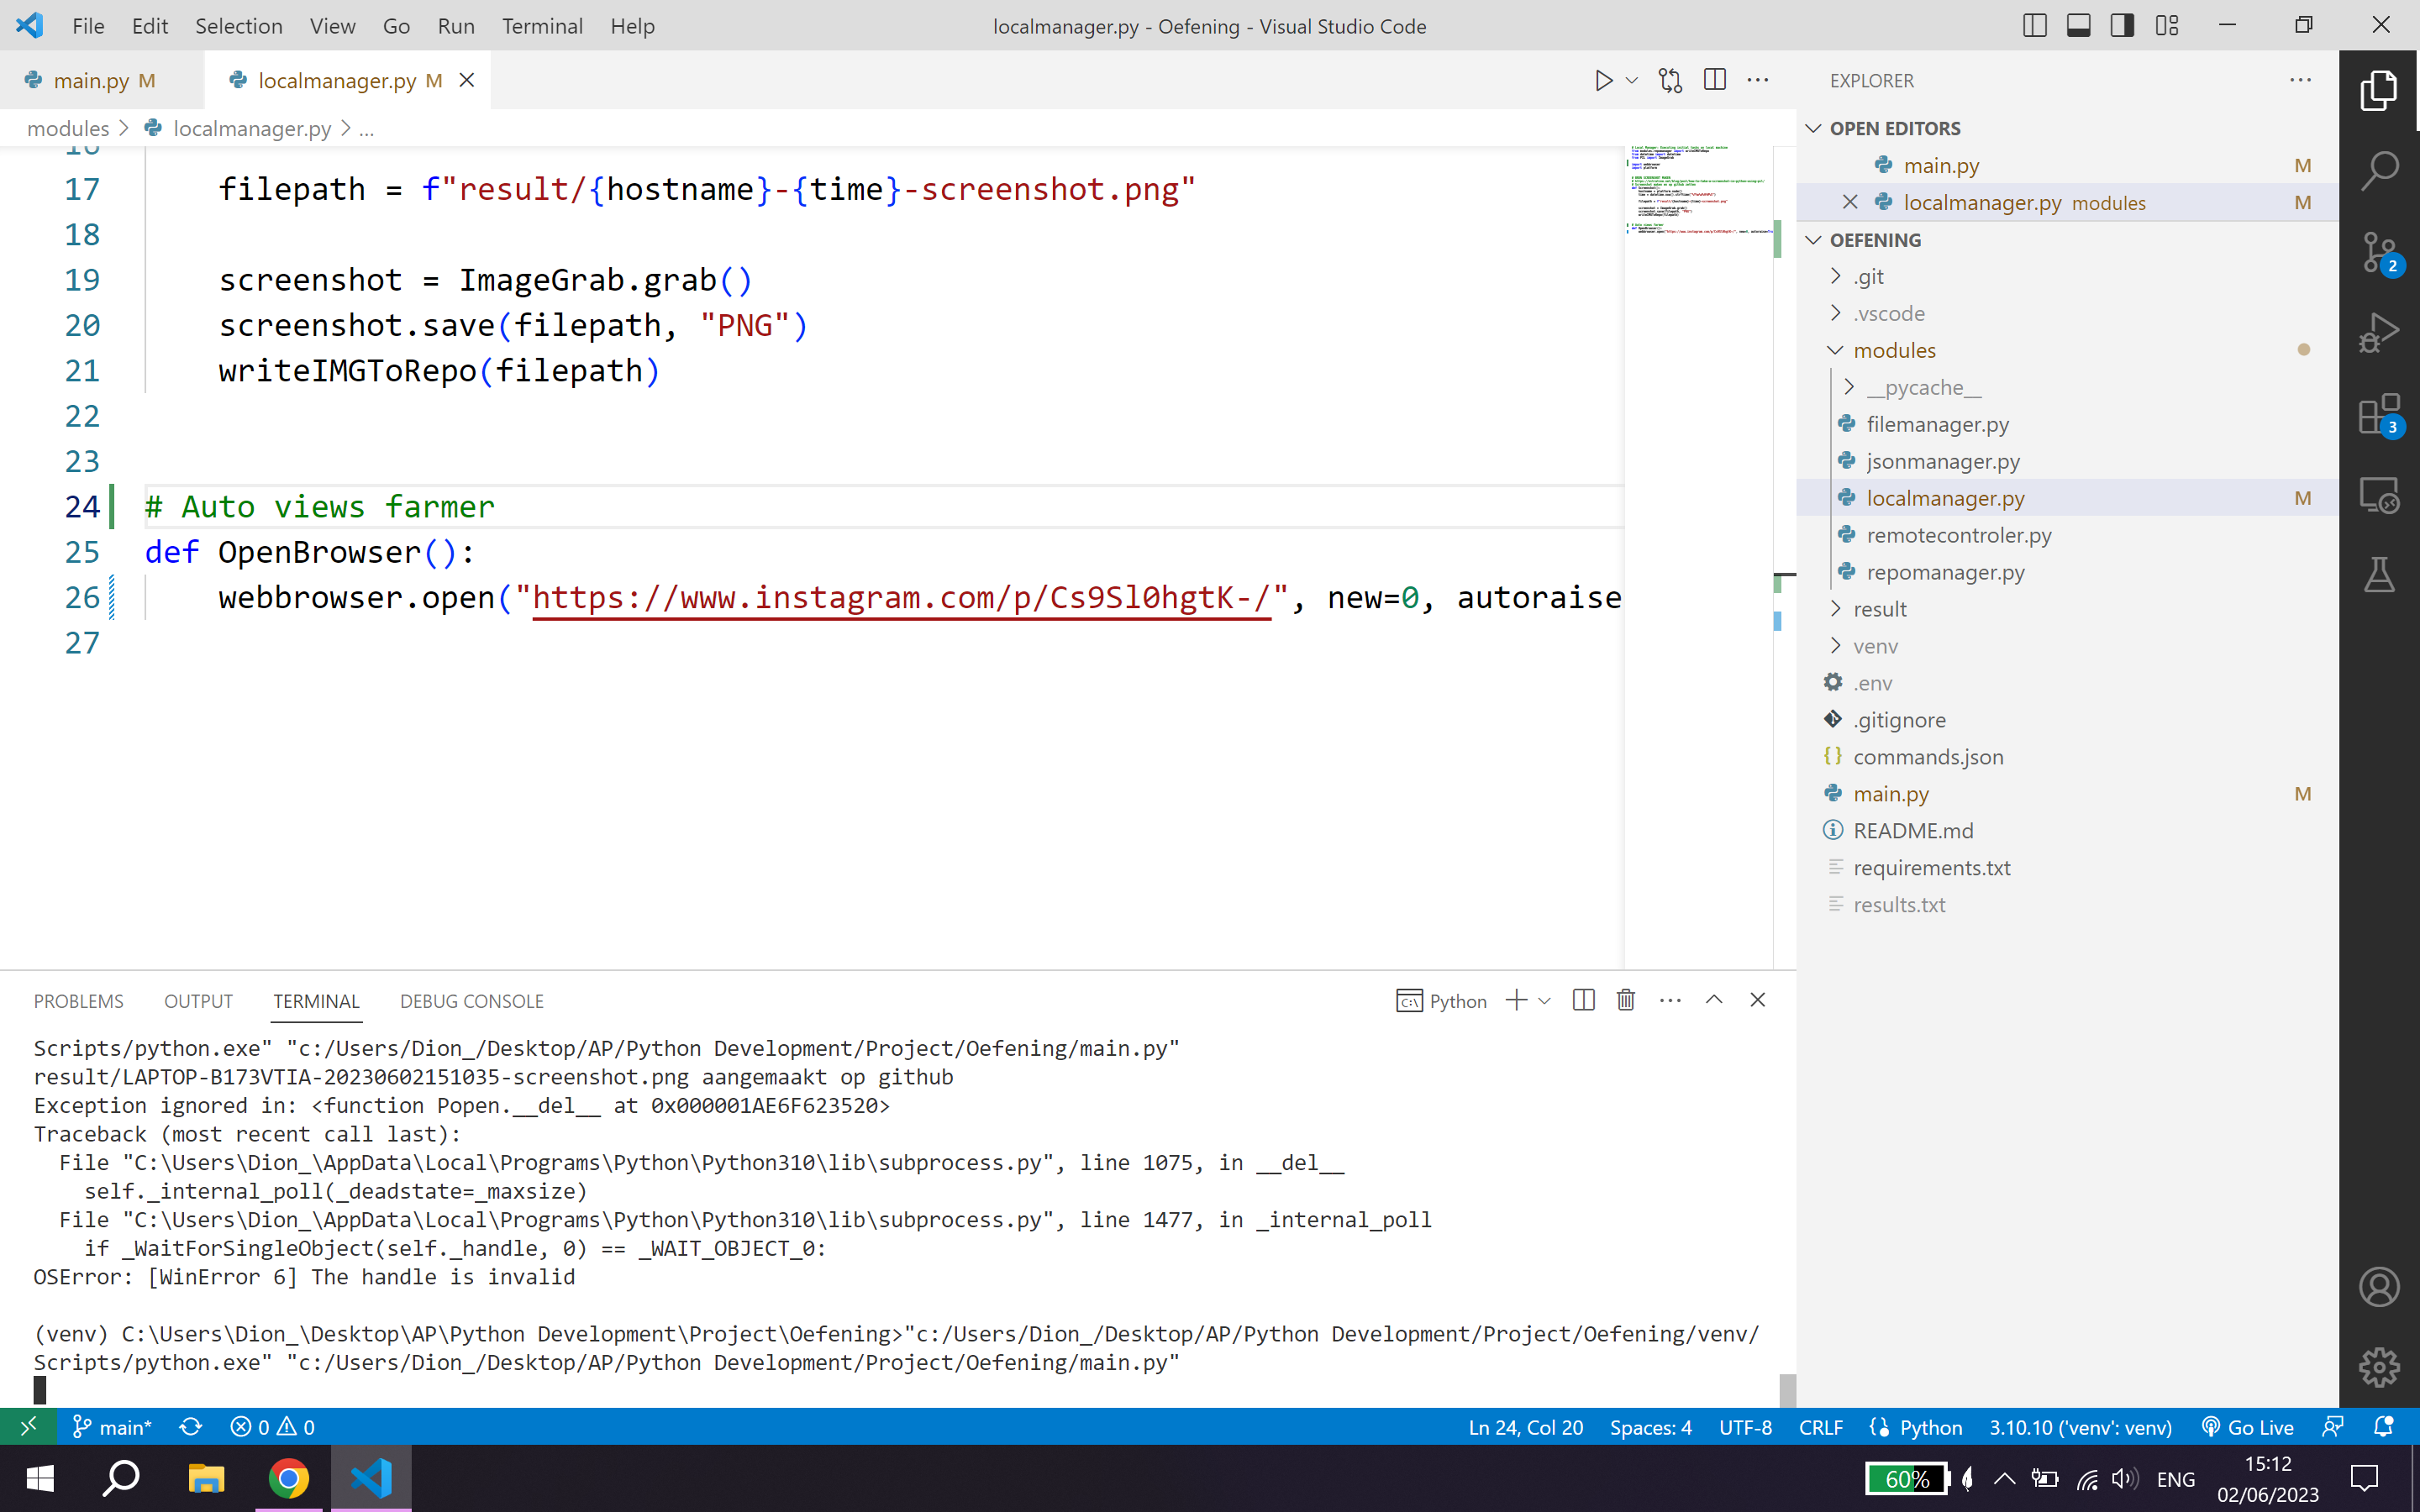 File Edit Selection View Go Run Terminal Help
localmanager.py - Oefening - Visual Studio Code
main.py M
localmanager.py M
modules > localmanager.py > ...
16
17 filepath = f"result/{hostname}-{time}-screenshot.png"
18
19 screenshot = ImageGrab.grab()
20 screenshot.save(filepath, "PNG")
21 writeIMGToRepo(filepath)
22
23
24 # Auto views farmer
25 def OpenBrowser():
26 webbrowser.open("https://www.instagram.com/p/Cs9Sl0hgtK-/", new=0, autoraise
27
EXPLORER
OPEN EDITORS
main.py M
localmanager.py modules M
OEFENING
.git
.vscode
modules
__pycache__
filemanager.py
jsonmanager.py
localmanager.py M
remotecontroler.py
repomanager.py
result
venv
.env
.gitignore
commands.json
main.py M
README.md
requirements.txt
results.txt
2
3
PROBLEMS OUTPUT TERMINAL DEBUG CONSOLE
Python
Scripts/python.exe" "c:/Users/Dion_/Desktop/AP/Python Development/Project/Oefening/main.py"
result/LAPTOP-B173VTIA-20230602151035-screenshot.png aangemaakt op github
Exception ignored in: <function Popen.__del__ at 0x000001AE6F623520>
Traceback (most recent call last):
File "C:\Users\Dion_\AppData\Local\Programs\Python\Python310\lib\subprocess.py", line 1075, in __del__
self._internal_poll(_deadstate=_maxsize)
File "C:\Users\Dion_\AppData\Local\Programs\Python\Python310\lib\subprocess.py", line 1477, in _internal_poll
if _WaitForSingleObject(self._handle, 0) == _WAIT_OBJECT_0:
OSError: [WinError 6] The handle is invalid
(venv) C:\Users\Dion_\Desktop\AP\Python Development\Project\Oefening>"c:/Users/Dion_/Desktop/AP/Python Development/Project/Oefening/venv/
Scripts/python.exe" "c:/Users/Dion_/Desktop/AP/Python Development/Project/Oefening/main.py"
main* 0 0 Ln 24, Col 20 Spaces: 4 UTF-8 CRLF Python 3.10.10 ('venv': venv) Go Live
60% ENG
15:12
02/06/2023